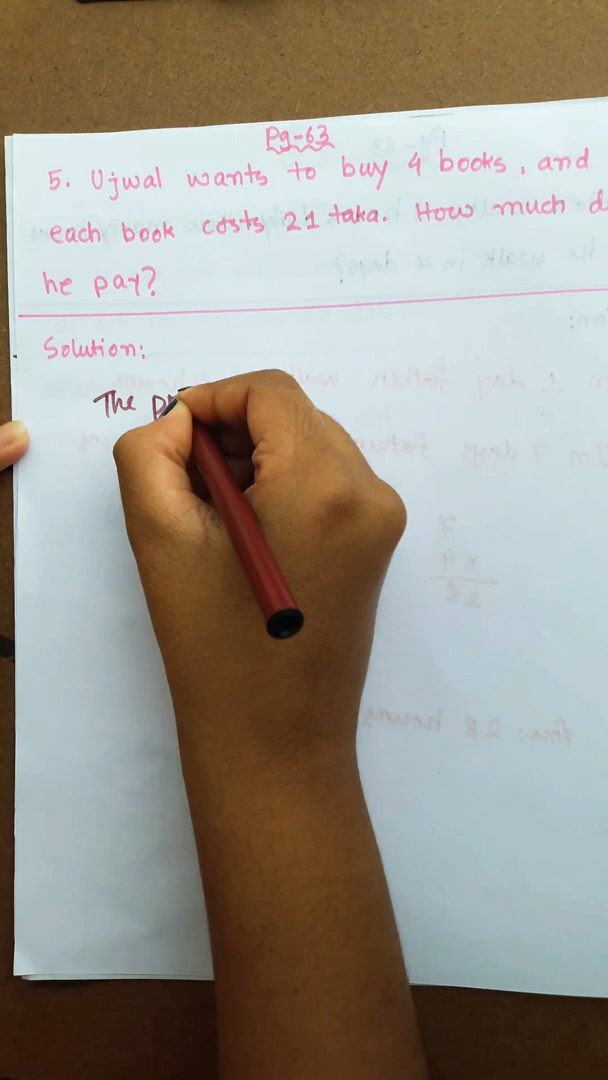 Pg-63
5. Ujwal wants to buy 4 books, and
each book costs 21 taka. How much
he pay?
Solution:
The